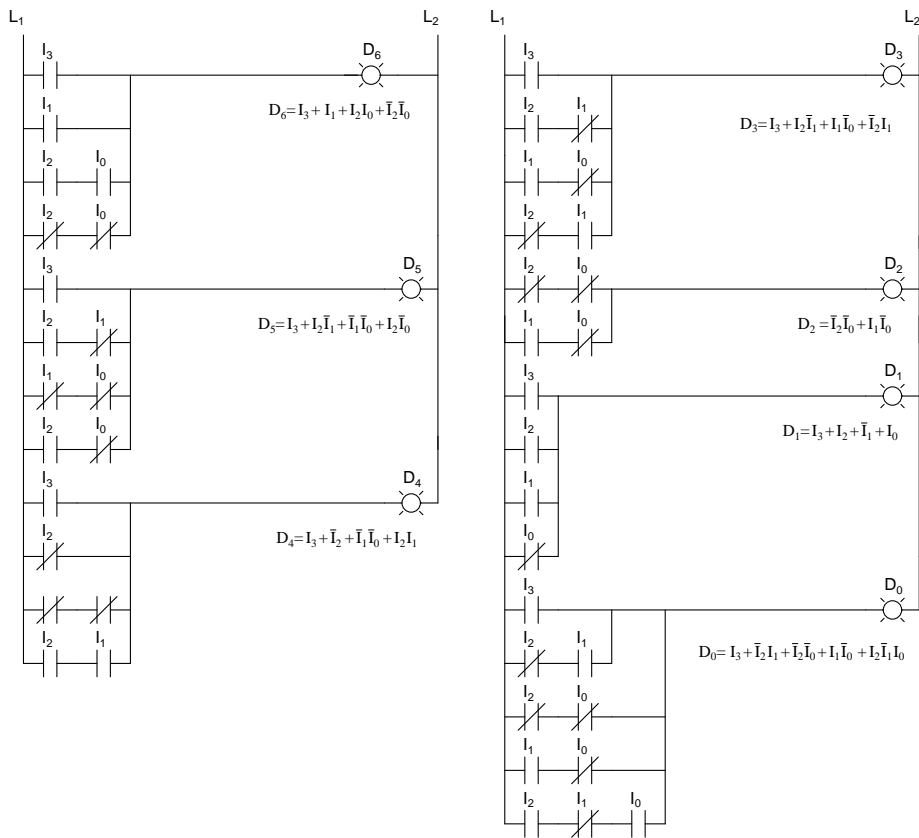 L₁ L₂
I₃ D₆
D₆=I₃+I₁+I₂I₀+Ī₂Ī₀
I₁
I₂ I₀
I₂ I₀
I₃ D₅
D₅=I₃+I₂Ī₁+Ī₁Ī₀+I₂Ī₀
I₂ I₁
I₁ I₀
I₂ I₀
I₃ D₄
D₄=I₃+Ī₂+Ī₁Ī₀+I₂I₁
I₂
I₂ I₁
L₁ L₂
I₃ D₃
D₃=I₃+I₂Ī₁+I₁Ī₀+Ī₂I₁
I₂ I₁
I₁ I₀
I₂ I₁
I₂ I₀ D₂
D₂=Ī₂Ī₀+I₁Ī₀
I₁ I₀
I₃ D₁
D₁=I₃+I₂+Ī₁+I₀
I₂
I₁
I₀
I₃ D₀
D₀=I₃+Ī₂I₁+Ī₂Ī₀+I₁Ī₀+I₂Ī₁I₀
I₂ I₁
I₂ I₀
I₁ I₀
I₂ I₁ I₀